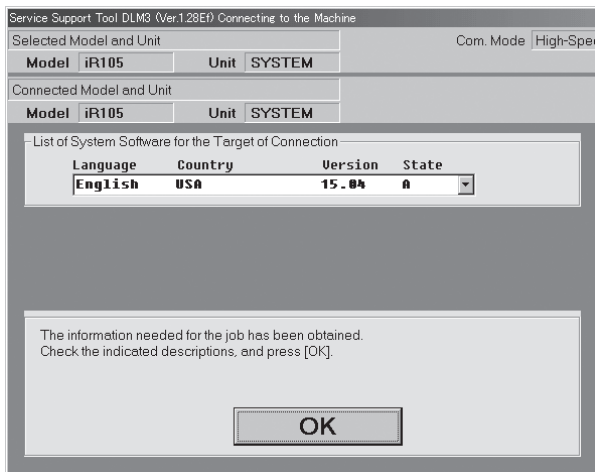 Service Support Tool DLM3 (Ver.1.28Ef) Connecting to the Machine
Selected Model and Unit Com. Mode High-Spee
Model iR105 Unit SYSTEM
Connected Model and Unit
Model iR105 Unit SYSTEM
List of System Software for the Target of Connection
Language Country Version State
English USA 15.04 A
The information needed for the job has been obtained.
Check the indicated descriptions, and press [OK].
OK